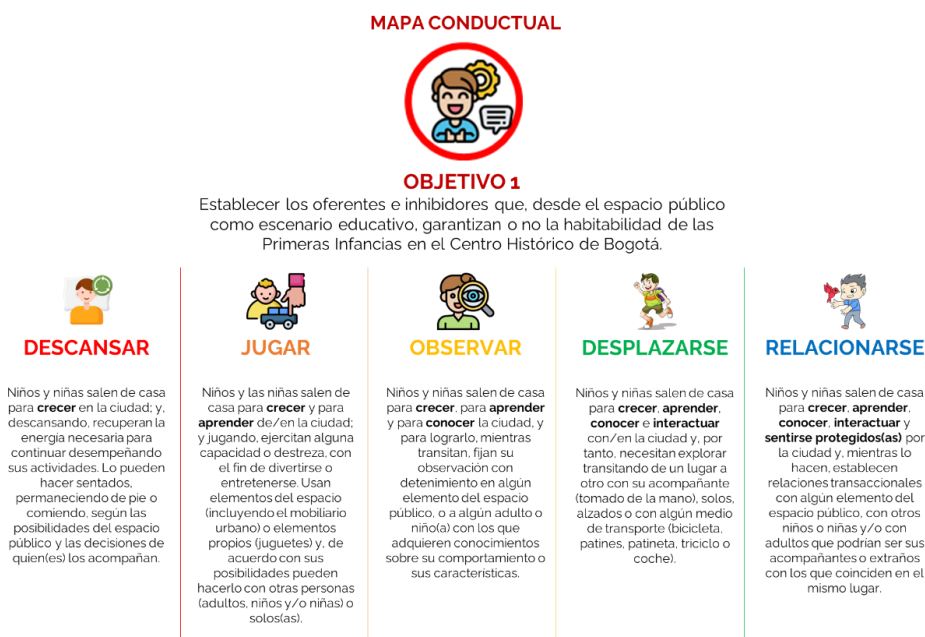 MAPA CONDUCTUAL
OBJETIVO 1
Establecer los oferentes e inhibidores que, desde el espacio público
como escenario educativo, garantizan o no la habitabilidad de las
Primeras Infancias en el Centro Histórico de Bogotá.
DESCANSAR
Niños y niñas salen de casa
para crecer en la ciudad; y,
descansando, recuperan la
energía necesaria para
continuar desempeñando
sus actividades. Lo pueden
hacer sentados,
permaneciendo de pie o
comiendo, según las
posibilidades del espacio
público y las decisiones de
quien(es) los acompañan.
JUGAR
Niños y las niñas salen de
casa para crecer y para
aprender de/en la ciudad;
y jugando, ejercitan alguna
capacidad o destreza, con
el fin de divertirse o
entretenerse. Usan
elementos del espacio
(incluyendo el mobiliario
urbano) o elementos
propios (juguetes) y, de
acuerdo con sus
posibilidades pueden
hacerlo con otras personas
(adultos, niños y/o niñas) o
solos(as).
OBSERVAR
Niños y niñas salen de casa
para crecer, para aprender
y para conocer la ciudad, y
para lograrlo, mientras
transitan, fijan su
observación con
detenimiento en algún
elemento del espacio
público, o a algún adulto o
niño(a) con los que
adquieren conocimientos
sobre su comportamiento o
sus características.
DESPLAZARSE
Niños y niñas salen de casa
para crecer, aprender,
conocer e interactuar
con/en la ciudad y, por
tanto, necesitan explorar
transitando de un lugar a
otro con su acompañante
(tomado de la mano), solos,
alzados o con algún medio
de transporte (bicicleta,
patines, patineta, triciclo o
coche).
RELACIONARSE
Niños y niñas salen de casa
para crecer, aprender,
conocer, interactuar y
sentirse protegidos(as) por
la ciudad y, mientras lo
hacen, establecen
relaciones transaccionales
con algún elemento del
espacio público, con otros
niños o niñas y/o con
adultos que podrían ser sus
acompañantes o extraños
con los que coinciden en el
mismo lugar.